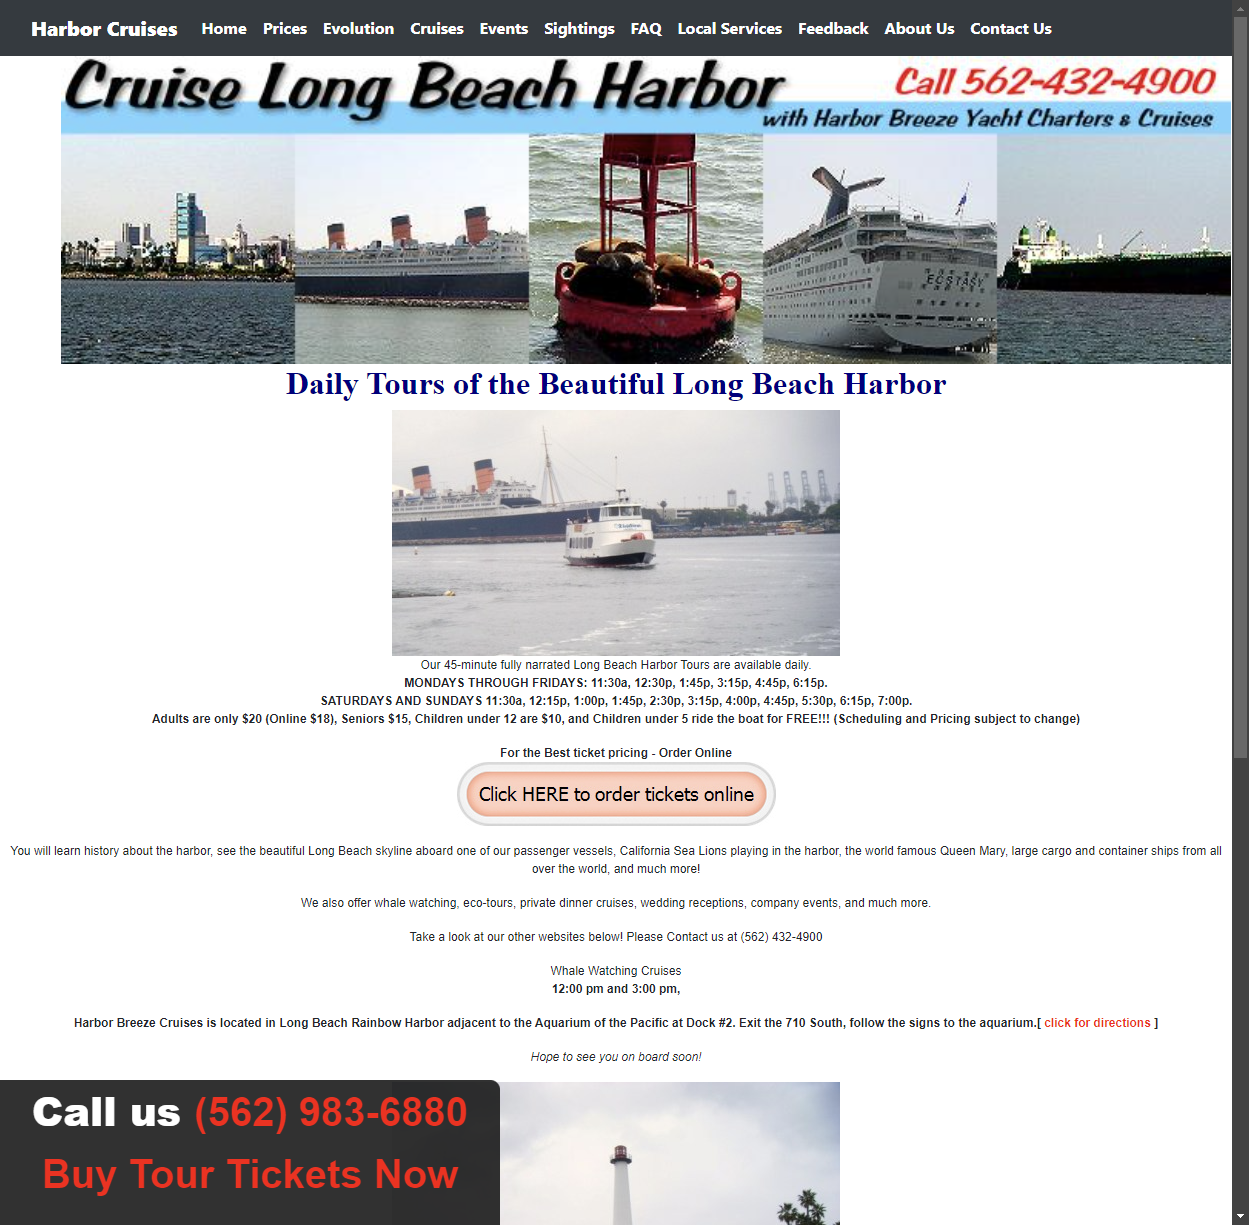 Harbor Cruises Home Prices Evolution Cruises Events Sightings FAQ Local Services Feedback About Us Contact Us
Cruise Long Beach Harbor
Call 562-432-4900
with Harbor Breeze Yacht Charters & Cruises
ECSTASY
Daily Tours of the Beautiful Long Beach Harbor
Our 45-minute fully narrated Long Beach Harbor Tours are available daily.
MONDAYS THROUGH FRIDAYS: 11:30a, 12:30p, 1:45p, 3:15p, 4:45p, 6:15p.
SATURDAYS AND SUNDAYS 11:30a, 12:15p, 1:00p, 1:45p, 2:30p, 3:15p, 4:00p, 4:45p, 5:30p, 6:15p, 7:00p.
Adults are only $20 (Online $18), Seniors $15, Children under 12 are $10, and Children under 5 ride the boat for FREE!!! (Scheduling and Pricing subject to change)
For the Best ticket pricing - Order Online
Click HERE to order tickets online
You will learn history about the harbor, see the beautiful Long Beach skyline aboard one of our passenger vessels, California Sea Lions playing in the harbor, the world famous Queen Mary, large cargo and container ships from all
over the world, and much more!
We also offer whale watching, eco-tours, private dinner cruises, wedding receptions, company events, and much more.
Take a look at our other websites below! Please Contact us at (562) 432-4900
Whale Watching Cruises
12:00 pm and 3:00 pm,
Harbor Breeze Cruises is located in Long Beach Rainbow Harbor adjacent to the Aquarium of the Pacific at Dock #2. Exit the 710 South, follow the signs to the aquarium.[ click for directions ]
Hope to see you on board soon!
Call us (562) 983-6880
Buy Tour Tickets Now